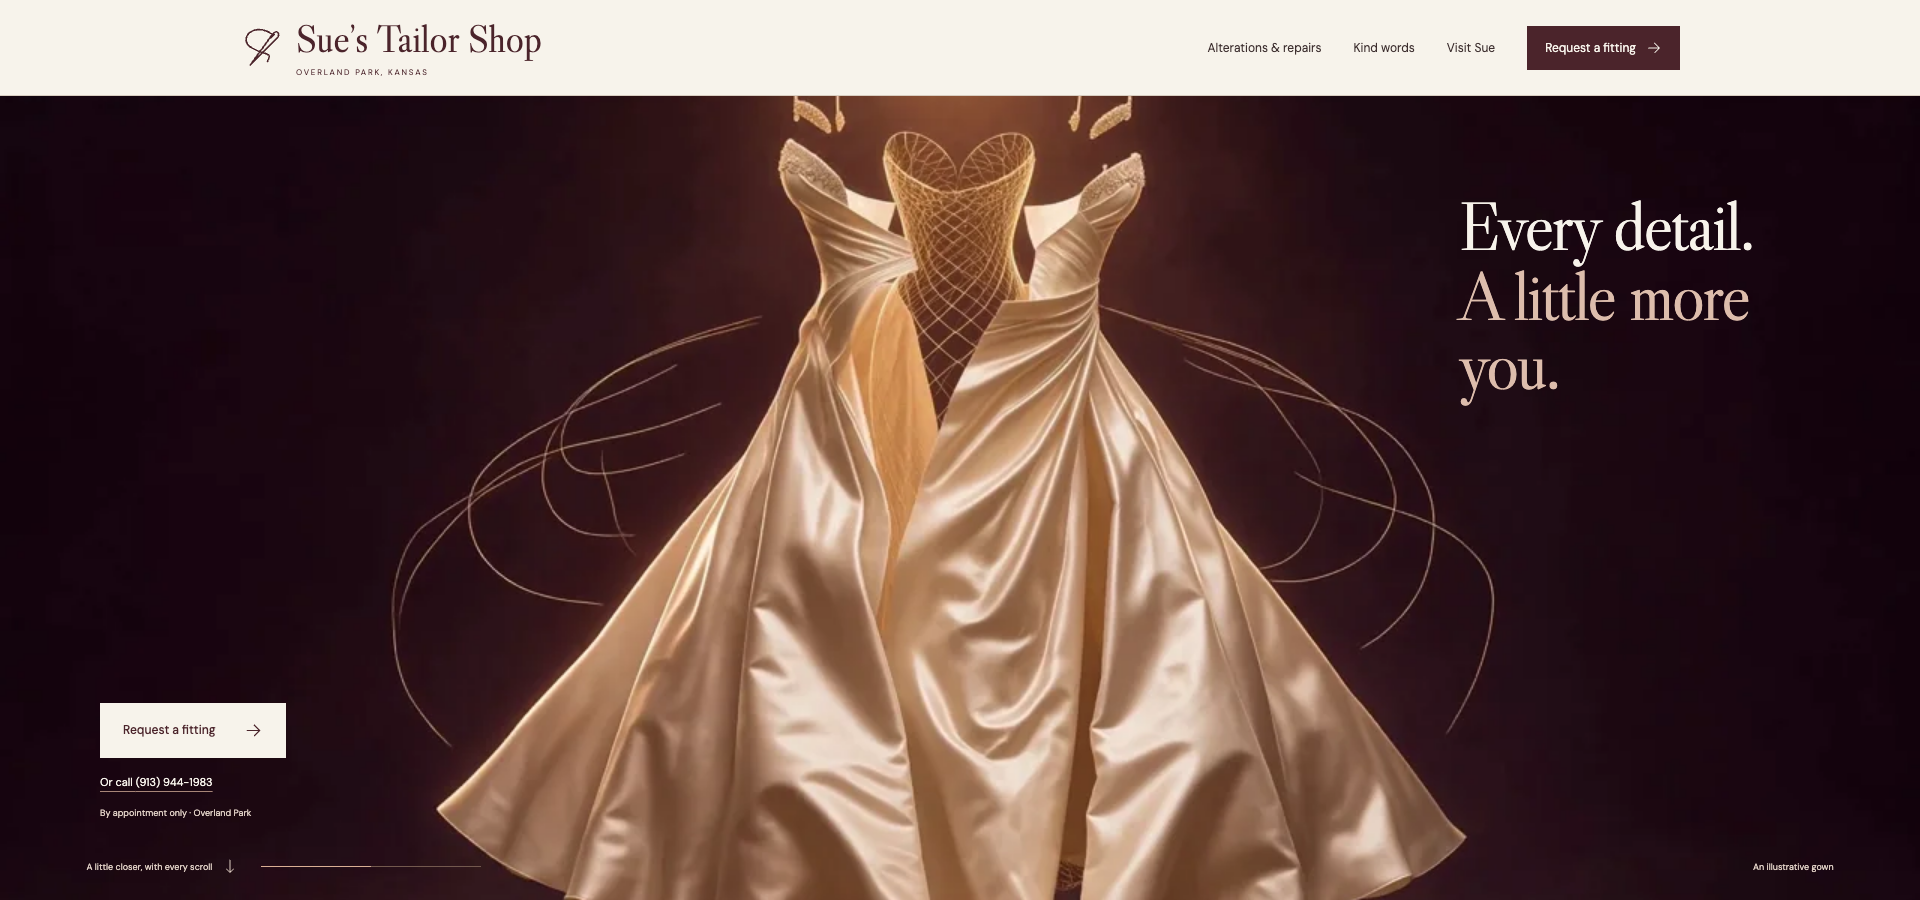 Sue's Tailor Shop
OVERLAND PARK, KANSAS
Alterations & repairs
Kind words
Visit Sue
Request a fitting
Every detail.
A little more
you.
Request a fitting
Or call (913) 944-1983
By appointment only · Overland Park
A little closer, with every scroll
An illustrative gown